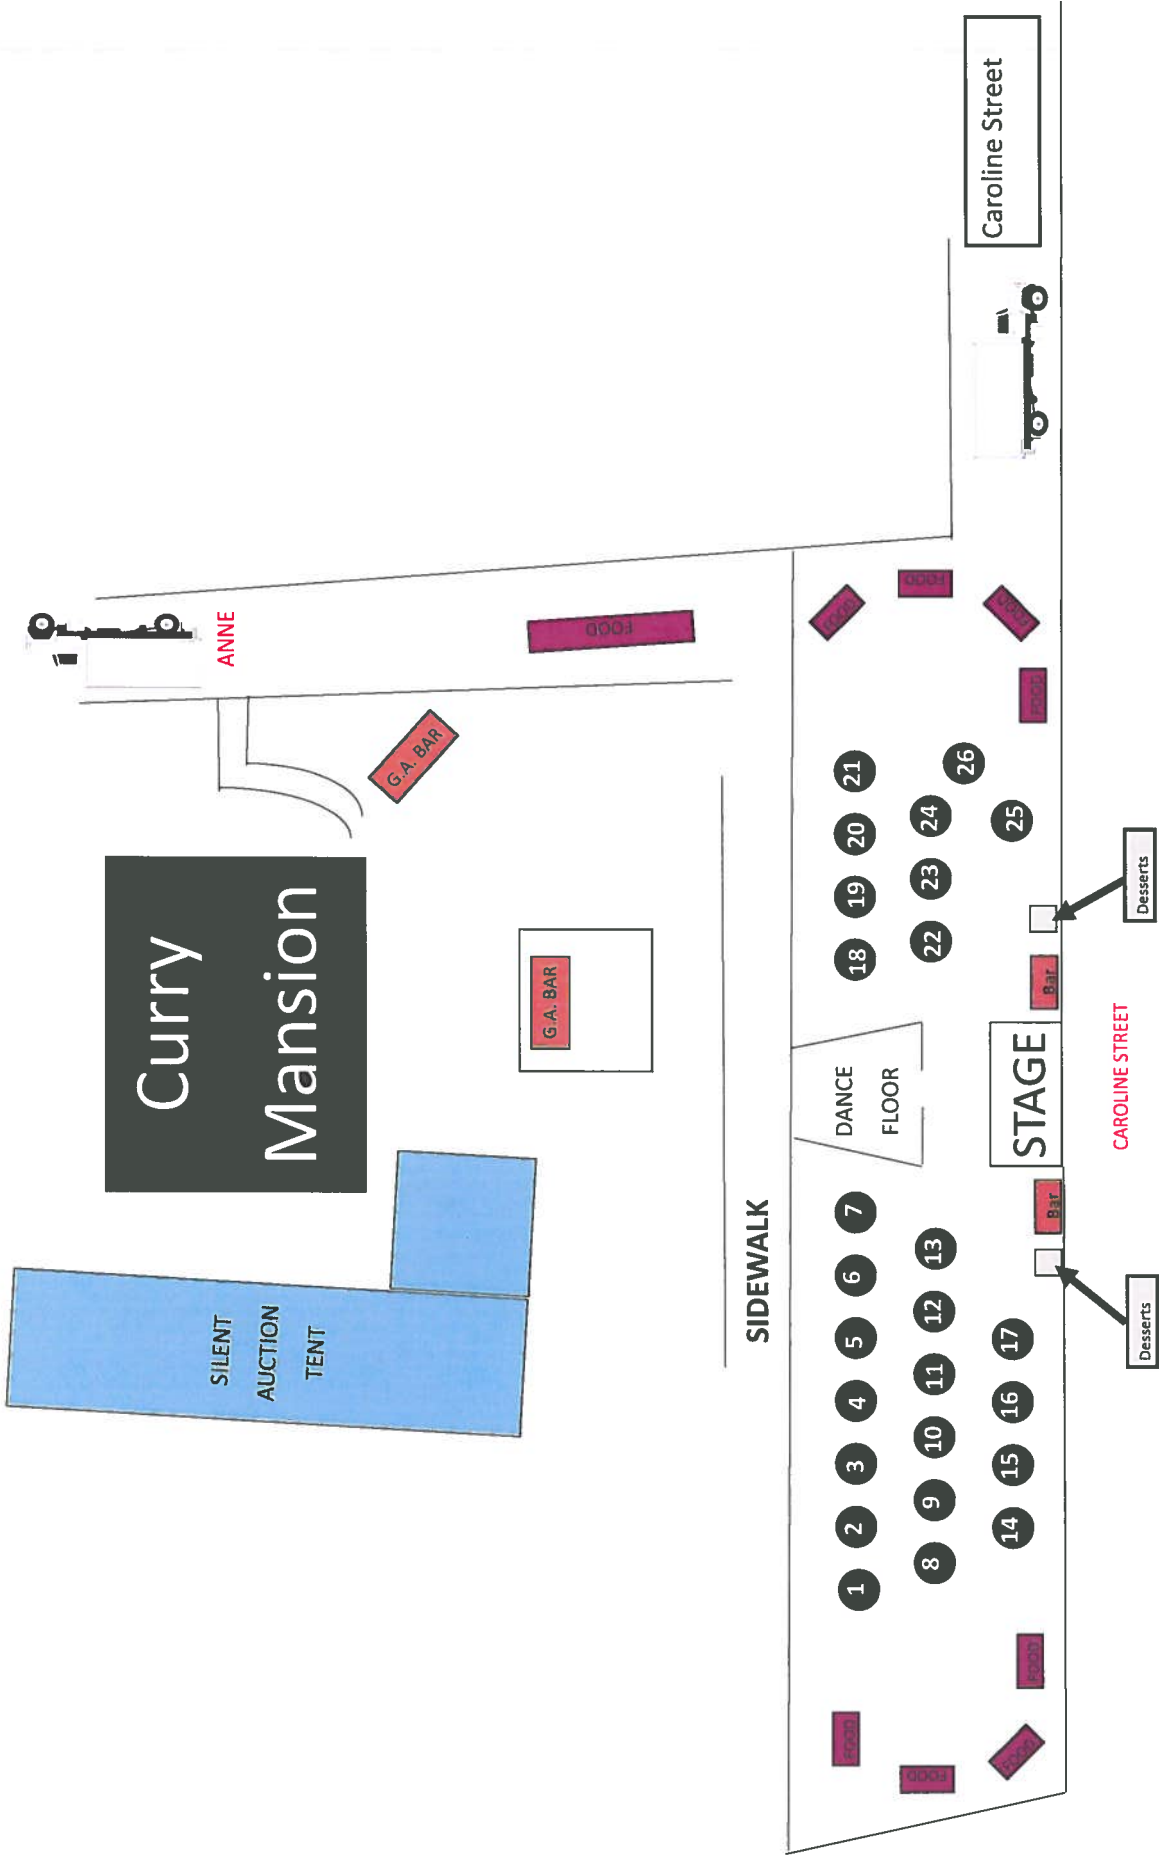 SILENT
AUCTION
TENT
Curry
Mansion
ANNE
G.A. BAR
FOOD
G.A. BAR
SIDEWALK
1
2
3
4
5
6
7
8
9
10
11
12
13
14
15
16
17
DANCE
FLOOR
STAGE
18
19
20
21
22
23
24
25
26
FOOD
FOOD
FOOD
FOOD
FOOD
FOOD
FOOD
FOOD
Bar
Bar
Desserts
Desserts
CAROLINE STREET
Caroline Street